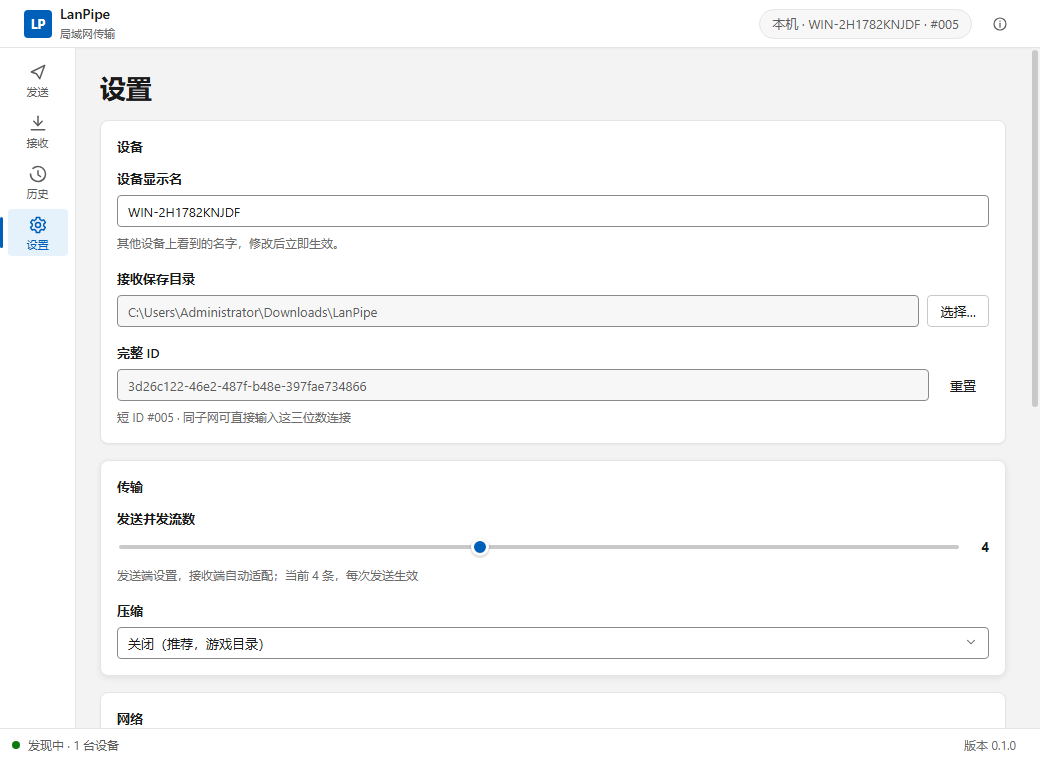 LP
LanPipe
局域网传输
本机 · WIN-2H1782KNJDF · #005
发送
接收
历史
设置
设置
设备
设备显示名
WIN-2H1782KNJDF
其他设备上看到的名字，修改后立即生效。
接收保存目录
C:\Users\Administrator\Downloads\LanPipe
选择...
完整 ID
3d26c122-46e2-487f-b48e-397fae734866
重置
短 ID #005 · 同子网可直接输入这三位数连接
传输
发送并发流数
4
发送端设置，接收端自动适配；当前 4 条，每次发送生效
压缩
关闭（推荐，游戏目录）
网络
发现中 · 1 台设备
版本 0.1.0